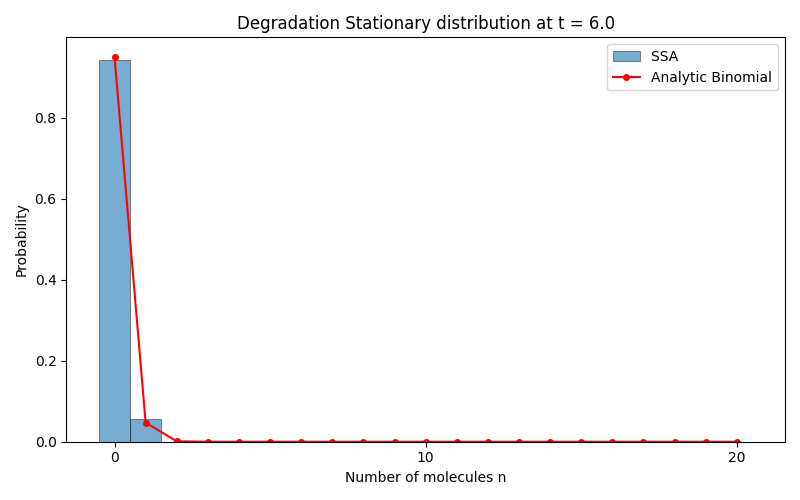 Degradation Stationary distribution at t = 6.0
SSA
Analytic Binomial
Probability
0.8
0.6
0.4
0.2
0.0
0
10
20
Number of molecules n